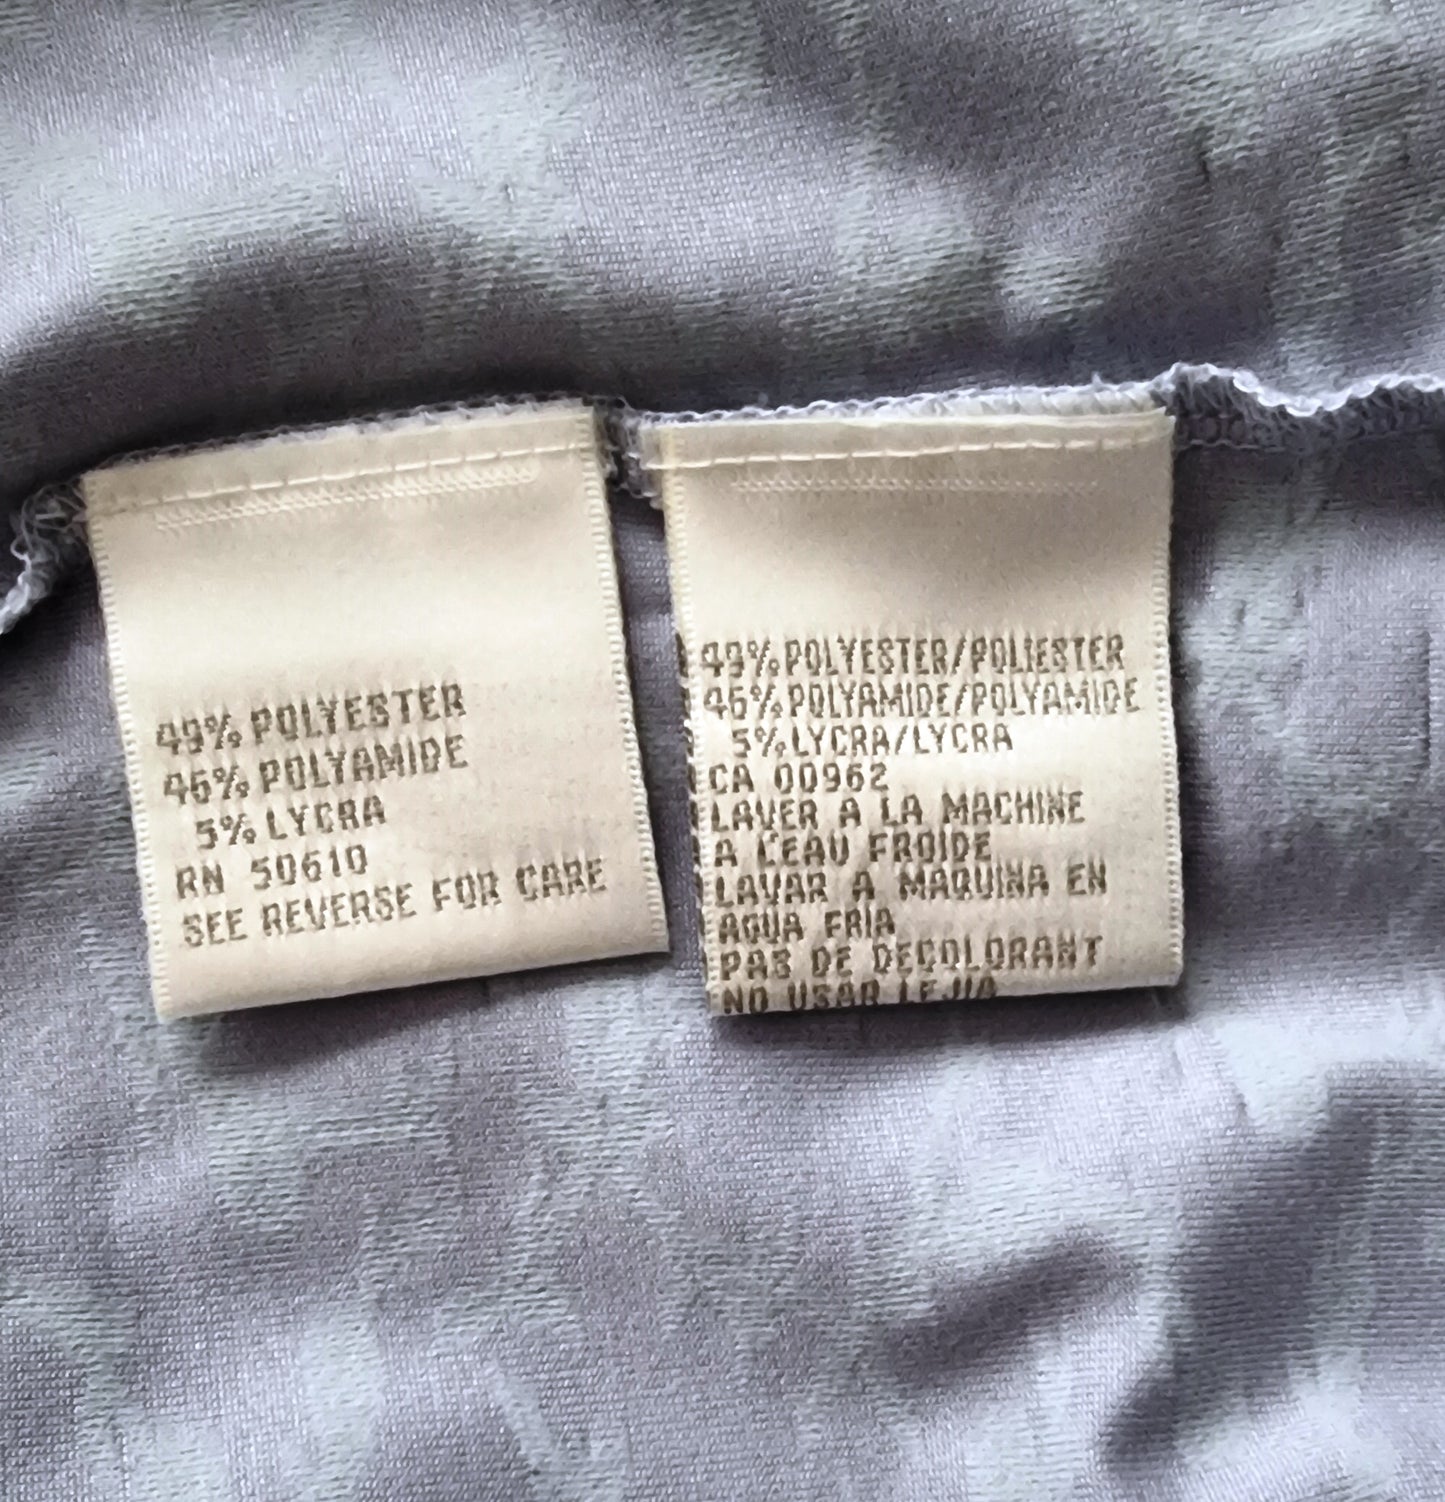 49% POLYESTER
46% POLYAMIDE
5% LYCRA
RN 50610
SEE REVERSE FOR CARE
49% POLYESTER/POLIESTER
46% POLYAMIDE/POLYAMIDE
5% LYCRA/LYCRA
CA 00962
LAVER A LA MACHINE
A L'EAU FROIDE
LAVAR A MAQUINA EN
AGUA FRIA
PAS DE DECOLORANT
NO USAR LEJIA